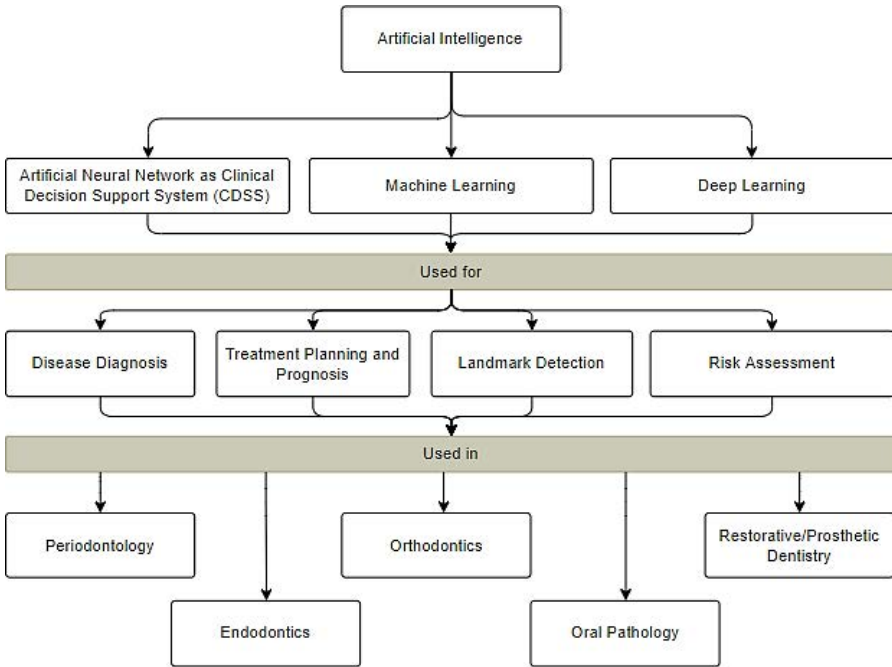 Artificial Intelligence
Artificial Neural Network as Clinical
Decision Support System (CDSS)
Machine Learning
Deep Learning
Used for
Disease Diagnosis
Treatment Planning and
Prognosis
Landmark Detection
Risk Assessment
Used in
Periodontology
Orthodontics
Restorative/Prosthetic
Dentistry
Endodontics
Oral Pathology